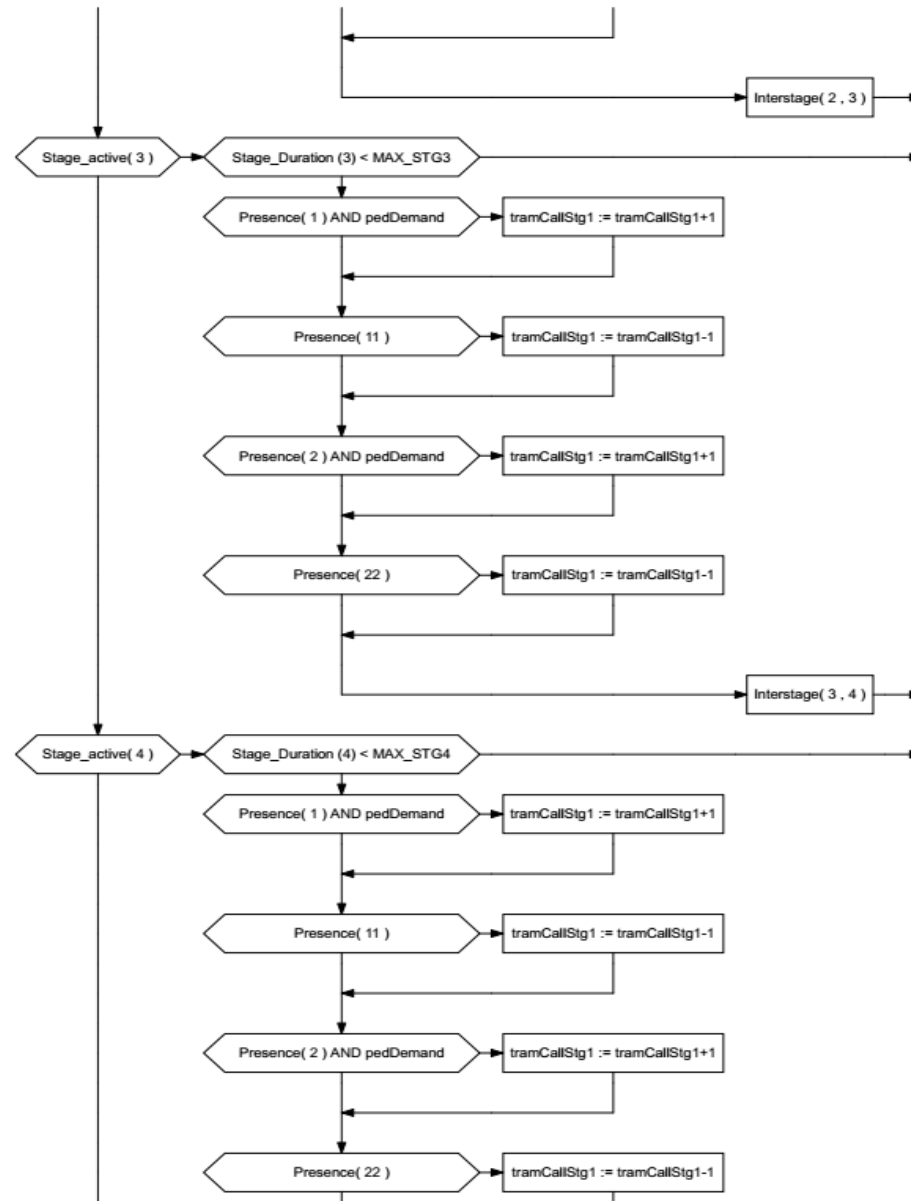 Interstage( 2 , 3 )
Stage_active( 3 )
Stage_Duration (3) < MAX_STG3
Presence( 1 ) AND pedDemand
tramCallStg1 := tramCallStg1+1
Presence( 11 )
tramCallStg1 := tramCallStg1-1
Presence( 2 ) AND pedDemand
tramCallStg1 := tramCallStg1+1
Presence( 22 )
tramCallStg1 := tramCallStg1-1
Interstage( 3 , 4 )
Stage_active( 4 )
Stage_Duration (4) < MAX_STG4
Presence( 1 ) AND pedDemand
tramCallStg1 := tramCallStg1+1
Presence( 11 )
tramCallStg1 := tramCallStg1-1
Presence( 2 ) AND pedDemand
tramCallStg1 := tramCallStg1+1
Presence( 22 )
tramCallStg1 := tramCallStg1-1